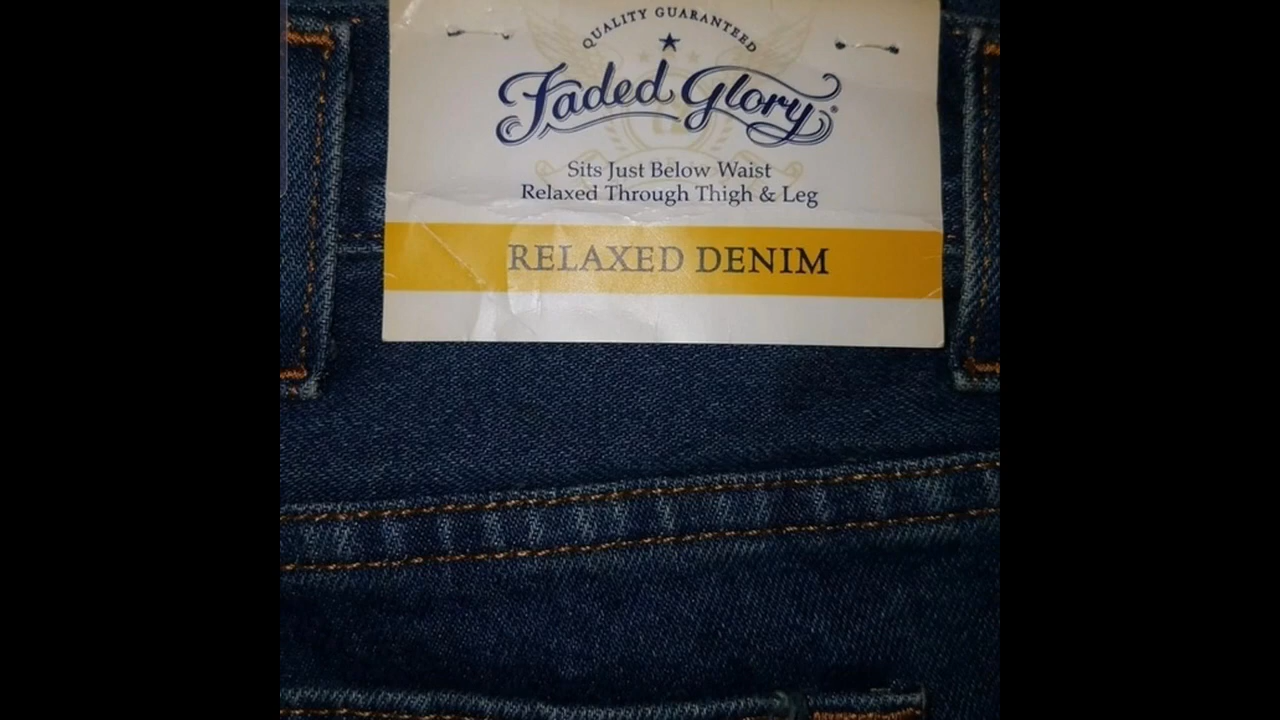 QUALITY GUARANTEED
Faded Glory®
Sits Just Below Waist
Relaxed Through Thigh & Leg
RELAXED DENIM